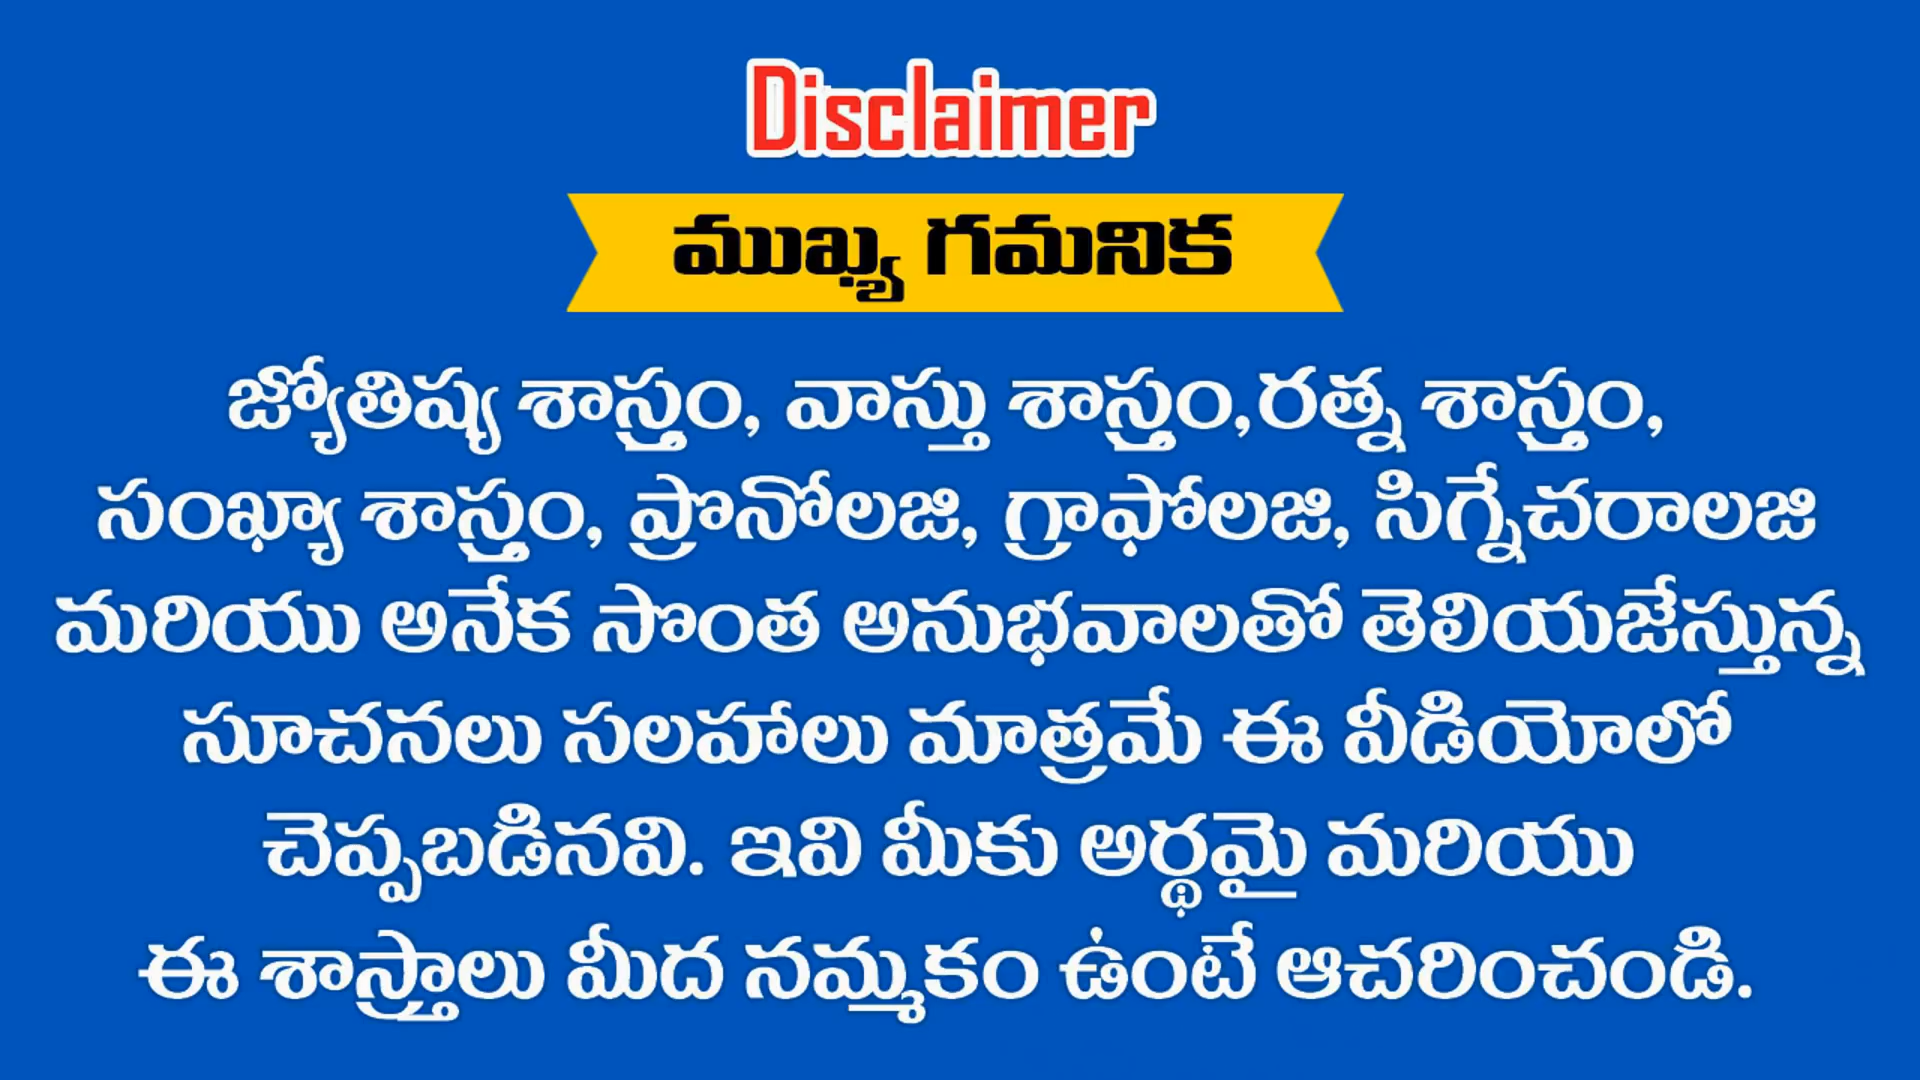 Disclaimer
ముఖ్య గమనిక
జ్యోతిష్య శాస్త్రం, వాస్తు శాస్త్రం,రత్న శాస్త్రం,
సంఖ్యా శాస్త్రం, ప్రొనోలజి, గ్రాఫోలజి, సిగ్నేచరాలజి
మరియు అనేక సొంత అనుభవాలతో తెలియజేస్తున్న
సూచనలు సలహాలు మాత్రమే ఈ వీడియోలో
చెప్పబడినవి. ఇవి మీకు అర్థమై మరియు
ఈ శాస్త్రాలు మీద నమ్మకం ఉంటే ఆచరించండి.